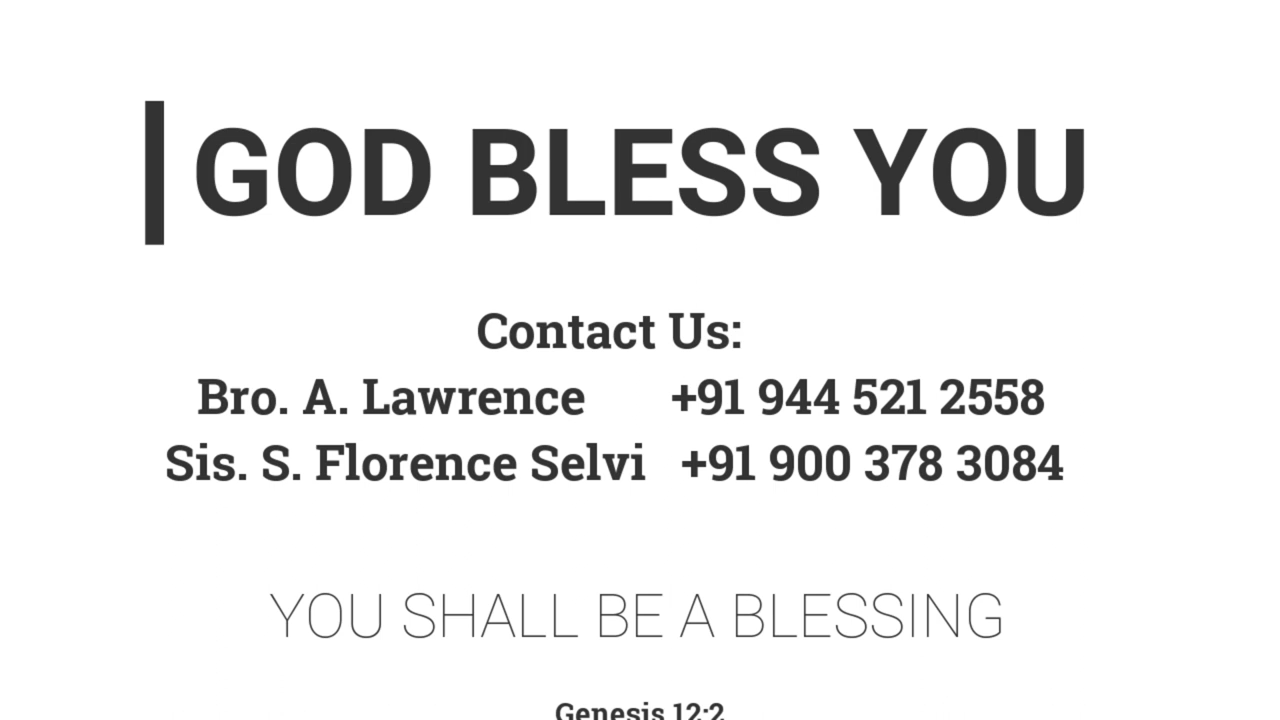 GOD BLESS YOU
Contact Us:
Bro. A. Lawrence +91 944 521 2558
Sis. S. Florence Selvi +91 900 378 3084
YOU SHALL BE A BLESSING
Genesis 12:2